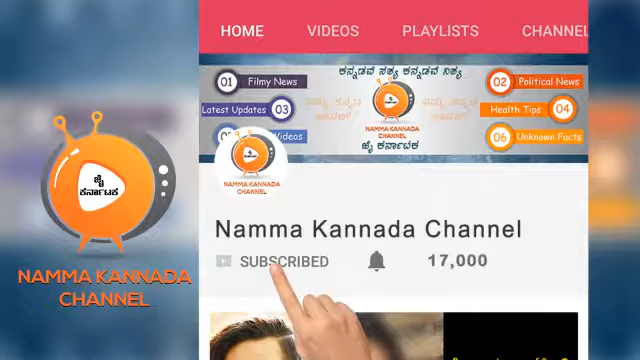 HOME VIDEOS PLAYLISTS CHANNEL
ಕನ್ನಡವೆ ಸತ್ಯ ಕನ್ನಡವೆ ನಿತ್ಯ
01 Filmy News
02 Political News
Latest Updates 03
Health Tips 04
Videos
06 Unknown Facts
NAMMA KANNADA
CHANNEL
ಜೈ ಕರ್ನಾಟಕ
NAMMA KANNADA
CHANNEL
Namma Kannada Channel
SUBSCRIBED 17,000
ಜೈ
ಕರ್ನಾಟಕ
NAMMA KANNADA
CHANNEL